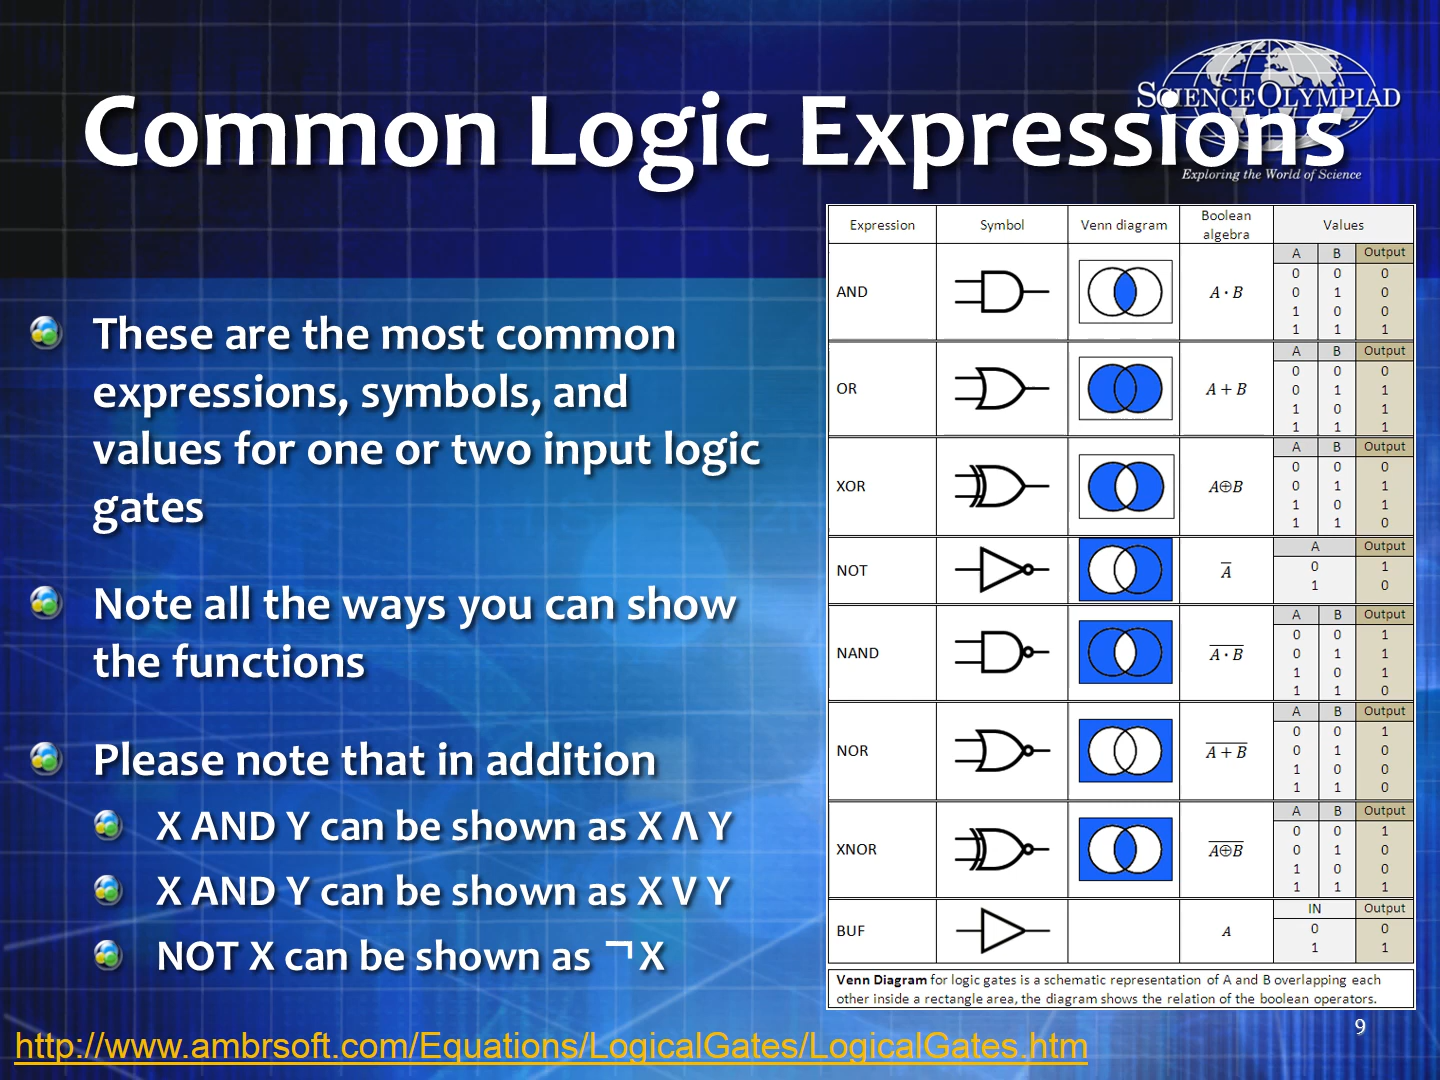 Common Logic Expressions
SCIENCE OLYMPIAD
Exploring the World of Science
These are the most common
expressions, symbols, and
values for one or two input logic
gates
Note all the ways you can show
the functions
Please note that in addition
X AND Y can be shown as X Λ Y
X AND Y can be shown as X V Y
NOT X can be shown as ¬X
Expression Symbol Venn diagram Boolean algebra Values
AND A · B
A B Output
0 0 0
0 1 0
1 0 0
1 1 1
OR A + B
A B Output
0 0 0
0 1 1
1 0 1
1 1 1
XOR A⊕B
A B Output
0 0 0
0 1 1
1 0 1
1 1 0
NOT A̅
A Output
0 1
1 0
NAND A̅ ̅·̅ ̅B̅
A B Output
0 0 1
0 1 1
1 0 1
1 1 0
NOR A̅ ̅+̅ ̅B̅
A B Output
0 0 1
0 1 0
1 0 0
1 1 0
XNOR A̅⊕̅B̅
A B Output
0 0 1
0 1 0
1 0 0
1 1 1
BUF A
IN Output
0 0
1 1
Venn Diagram for logic gates is a schematic representation of A and B overlapping each
other inside a rectangle area, the diagram shows the relation of the boolean operators.
9
http://www.ambrsoft.com/Equations/LogicalGates/LogicalGates.htm